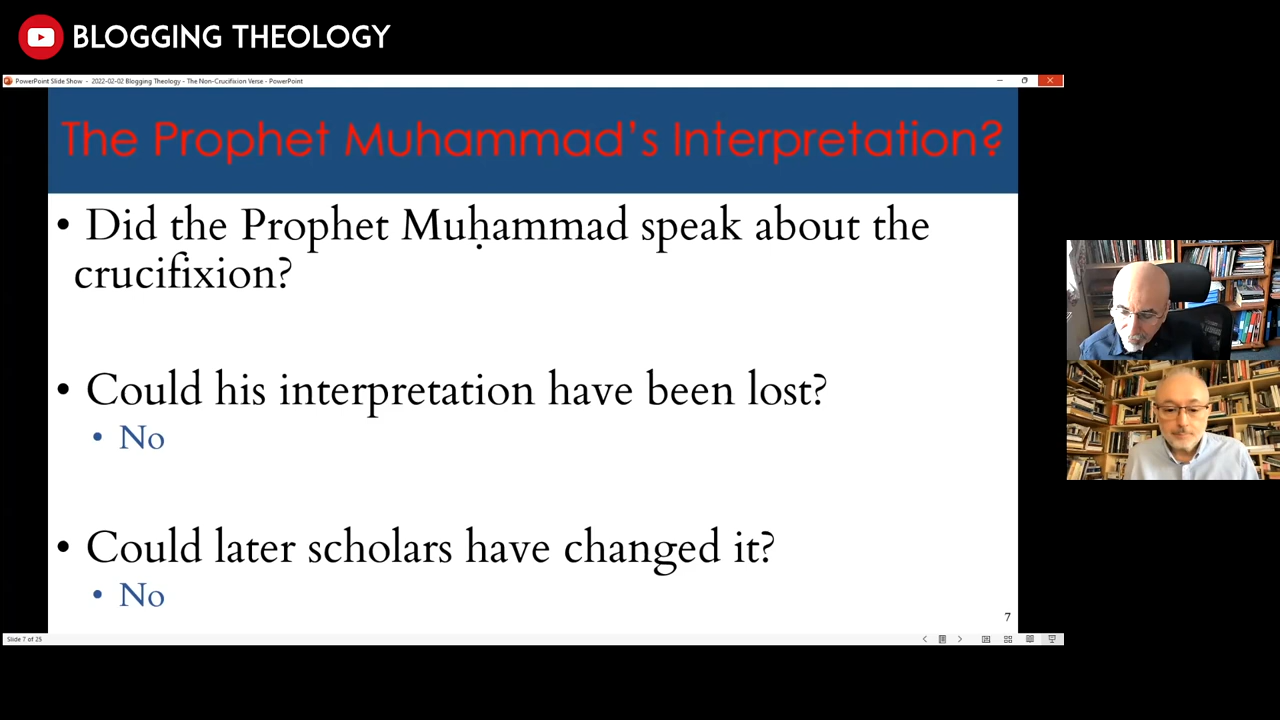 BLOGGING THEOLOGY
PowerPoint Slide Show - 2022-02-02 Blogging Theology - The Non-Crucifixion Verse - PowerPoint
The Prophet Muhammad’s Interpretation?
• Did the Prophet Muḥammad speak about the
crucifixion?
• Could his interpretation have been lost?
• No
• Could later scholars have changed it?
• No
7
Slide 7 of 25